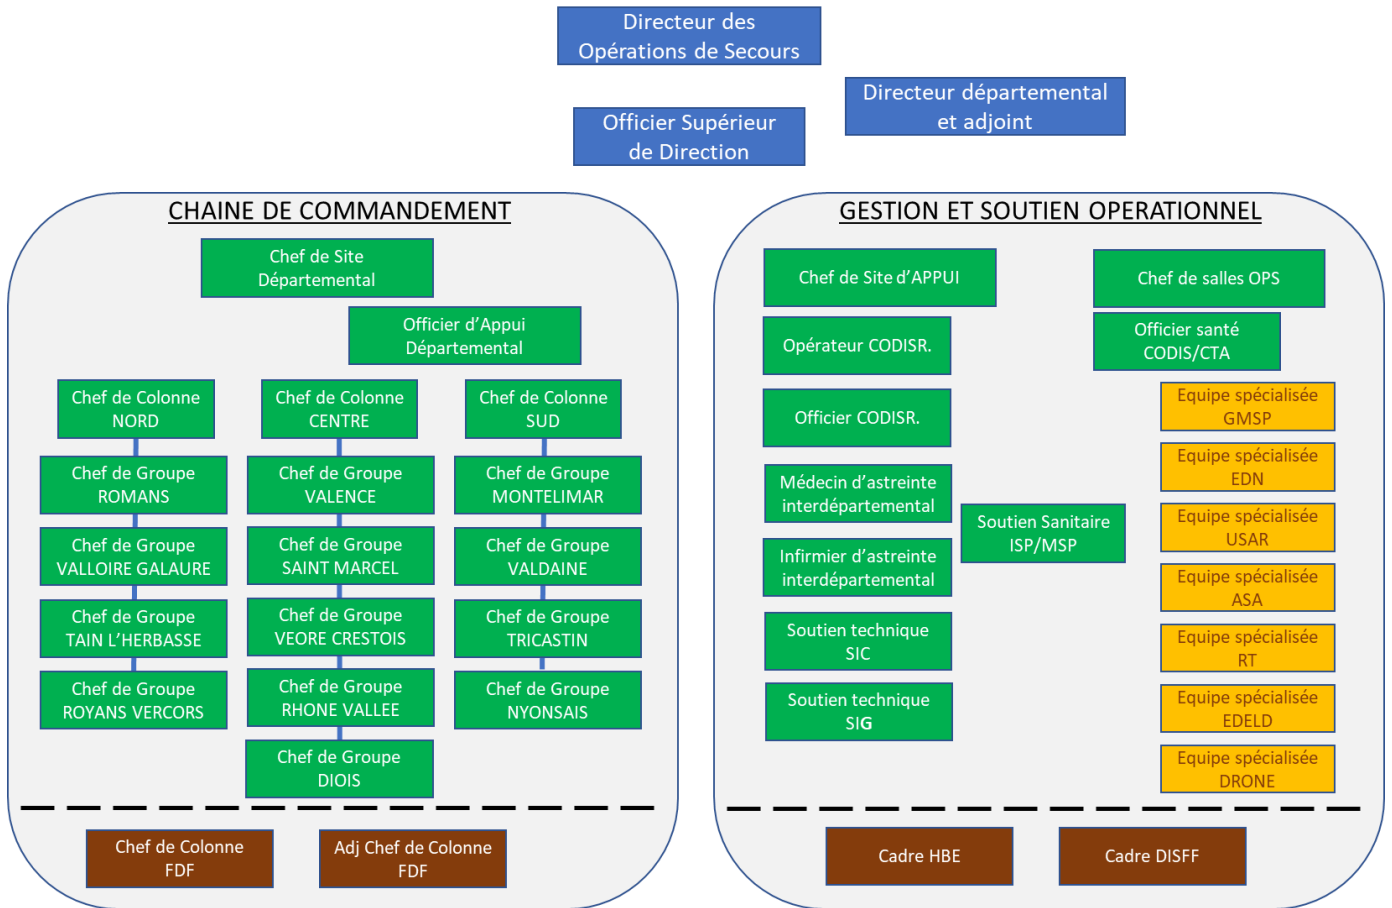 Directeur des
Opérations de Secours
Directeur départemental
et adjoint
Officier Supérieur
de Direction
CHAINE DE COMMANDEMENT
Chef de Site
Départemental
Officier d'Appui
Départemental
Chef de Colonne
NORD
Chef de Colonne
CENTRE
Chef de Colonne
SUD
Chef de Groupe
ROMANS
Chef de Groupe
VALENCE
Chef de Groupe
MONTELIMAR
Chef de Groupe
VALLOIRE GALAURE
Chef de Groupe
SAINT MARCEL
Chef de Groupe
VALDAINE
Chef de Groupe
TAIN L'HERBASSE
Chef de Groupe
VEORE CRESTOIS
Chef de Groupe
TRICASTIN
Chef de Groupe
ROYANS VERCORS
Chef de Groupe
RHONE VALLEE
Chef de Groupe
NYONSAIS
Chef de Groupe
DIOIS
Chef de Colonne
FDF
Adj Chef de Colonne
FDF
GESTION ET SOUTIEN OPERATIONNEL
Chef de Site d'APPUI
Chef de salles OPS
Opérateur CODISR.
Officier santé
CODIS/CTA
Officier CODISR.
Médecin d'astreinte
interdépartemental
Soutien Sanitaire
ISP/MSP
Infirmier d'astreinte
interdépartemental
Soutien technique
SIC
Soutien technique
SIG
Equipe spécialisée
GMSP
Equipe spécialisée
EDN
Equipe spécialisée
USAR
Equipe spécialisée
ASA
Equipe spécialisée
RT
Equipe spécialisée
EDELD
Equipe spécialisée
DRONE
Cadre HBE
Cadre DISFF